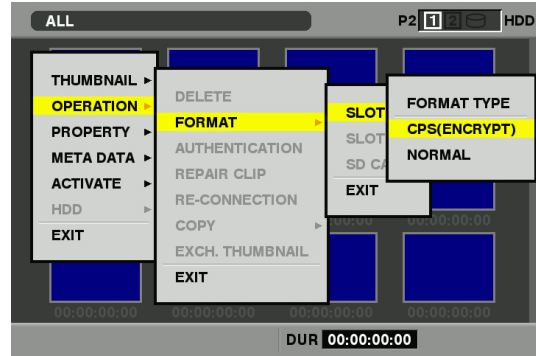 ALL
P2 1 2 HDD
THUMBNAIL
OPERATION
PROPERTY
META DATA
ACTIVATE
HDD
EXIT
DELETE
FORMAT
AUTHENTICATION
REPAIR CLIP
RE-CONNECTION
COPY
EXCH. THUMBNAIL
EXIT
SLOT
SLOT
SD CA
EXIT
FORMAT TYPE
CPS(ENCRYPT)
NORMAL
:00:00
00:00:00:00
00:00:00:00
00:00:00:00
00:00:00:00
00:00:00:00
DUR 00:00:00:00